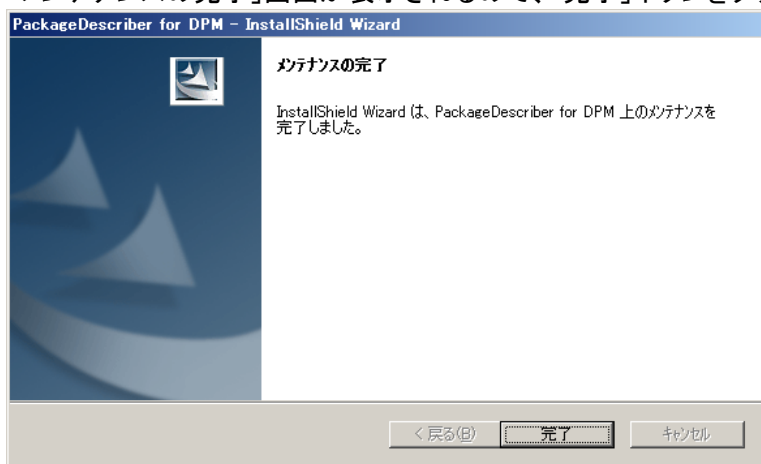 PackageDescriber for DPM - InstallShield Wizard
メンテナンスの完了
InstallShield Wizard は、PackageDescriber for DPM 上のメンテナンスを
完了しました。
< 戻る(B)
完了
キャンセル